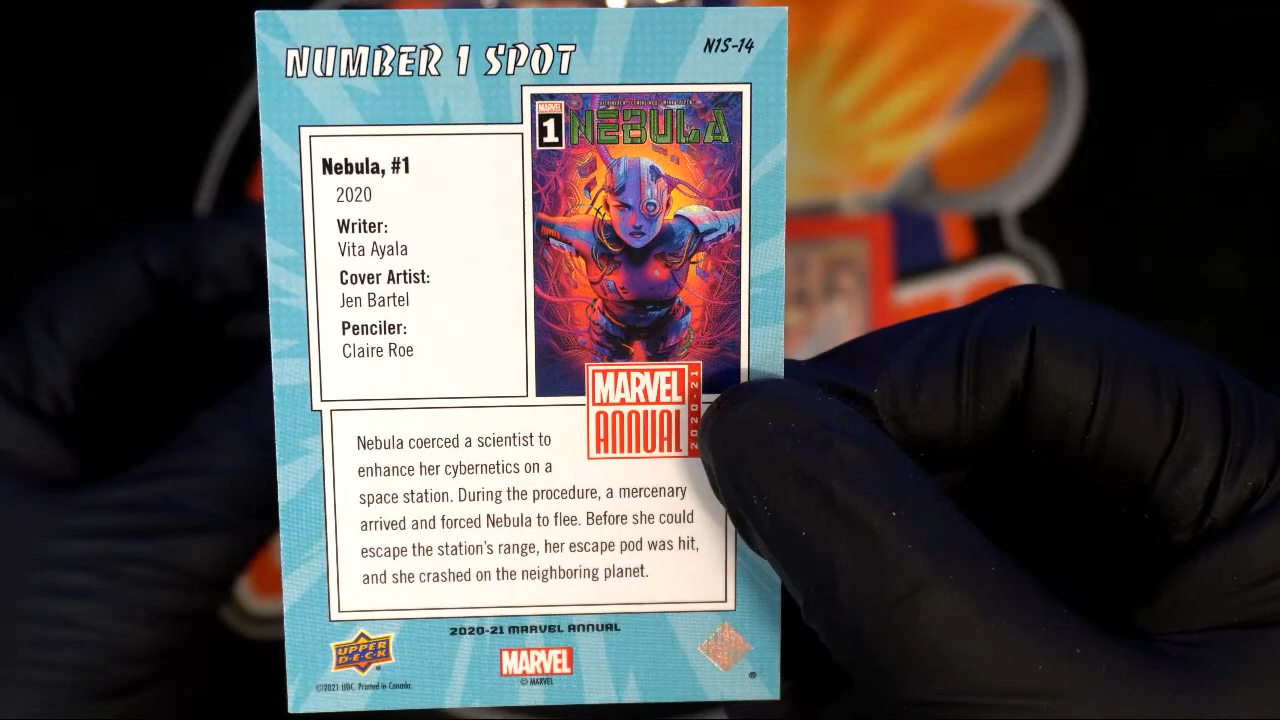 NUMBER 1 SPOT
N1S-14
Nebula, #1
2020
Writer:
Vita Ayala
Cover Artist:
Jen Bartel
Penciler:
Claire Roe
MARVEL
1
NEBULA
MARVEL
ANNUAL
2020-21
Nebula coerced a scientist to
enhance her cybernetics on a
space station. During the procedure, a mercenary
arrived and forced Nebula to flee. Before she could
escape the station's range, her escape pod was hit,
and she crashed on the neighboring planet.
2020-21 MARVEL ANNUAL
UPPER
D·E·C·K
®
MARVEL
© MARVEL
©2021 UDC. Printed in Canada.
®